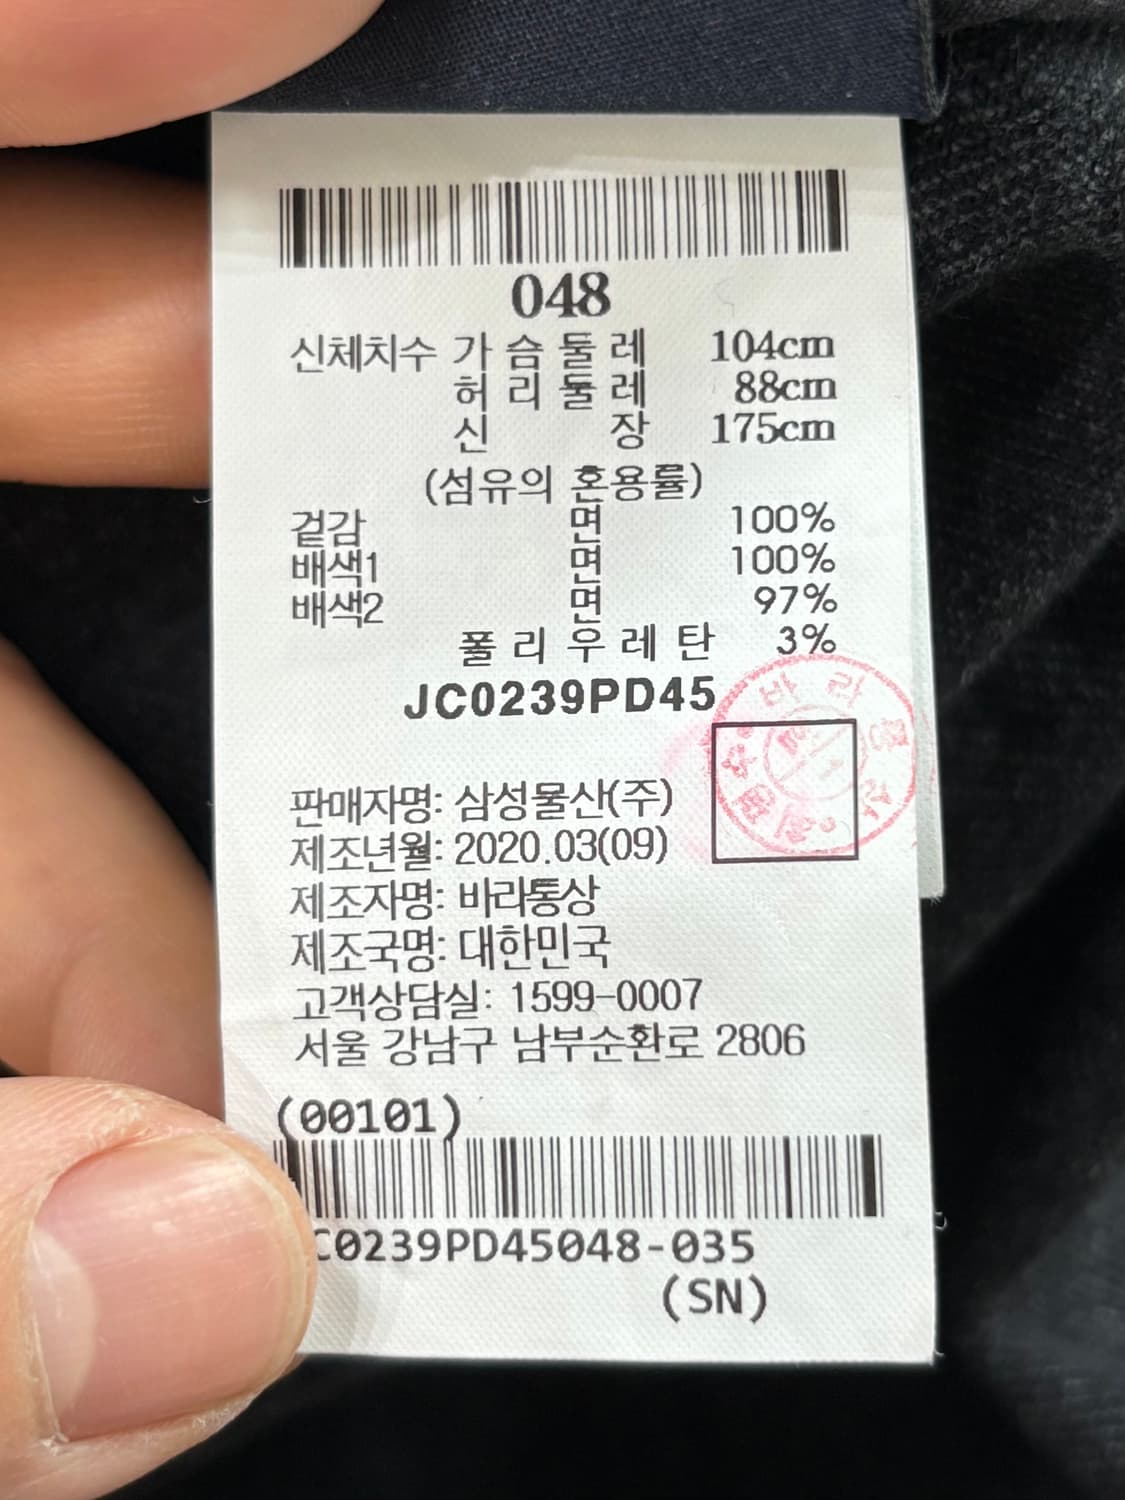 048
신체치수 가슴둘레 104cm
허리둘레 88cm
신장 175cm
(섬유의 혼용률)
겉감 면 100%
배색1 면 100%
배색2 면 97%
폴리우레탄 3%
JC0239PD45
판매자명: 삼성물산(주)
제조년월: 2020.03(09)
제조자명: 바라통상
제조국명: 대한민국
고객상담실: 1599-0007
서울 강남구 남부순환로 2806
(00101)
C0239PD45048-035
(SN)